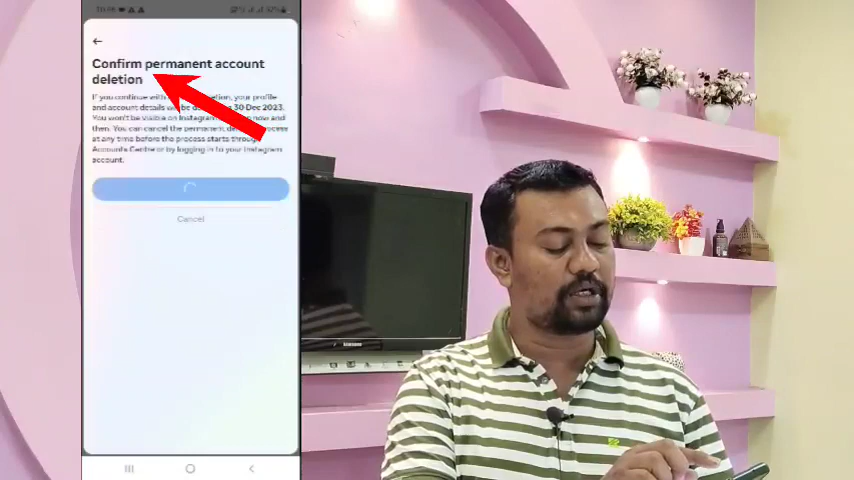 Confirm permanent account
deletion
If you continue with deletion, your profile
and account details will be 30 Dec 2023.
You won't be visible on Instagram now and
then. You can cancel the permanent process
at any time before the process starts through
Accounts Centre or by logging in to your Instagram
account.
Cancel
SAMSUNG